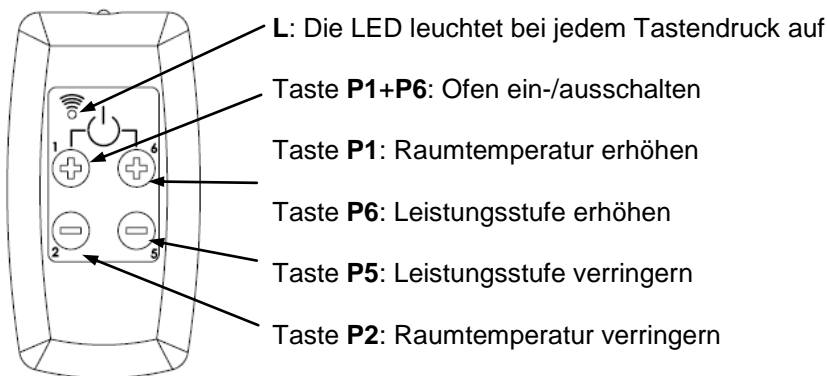 L: Die LED leuchtet bei jedem Tastendruck auf
Taste P1+P6: Ofen ein-/ausschalten
1 6
Taste P1: Raumtemperatur erhöhen
Taste P6: Leistungsstufe erhöhen
2 5
Taste P5: Leistungsstufe verringern
Taste P2: Raumtemperatur verringern